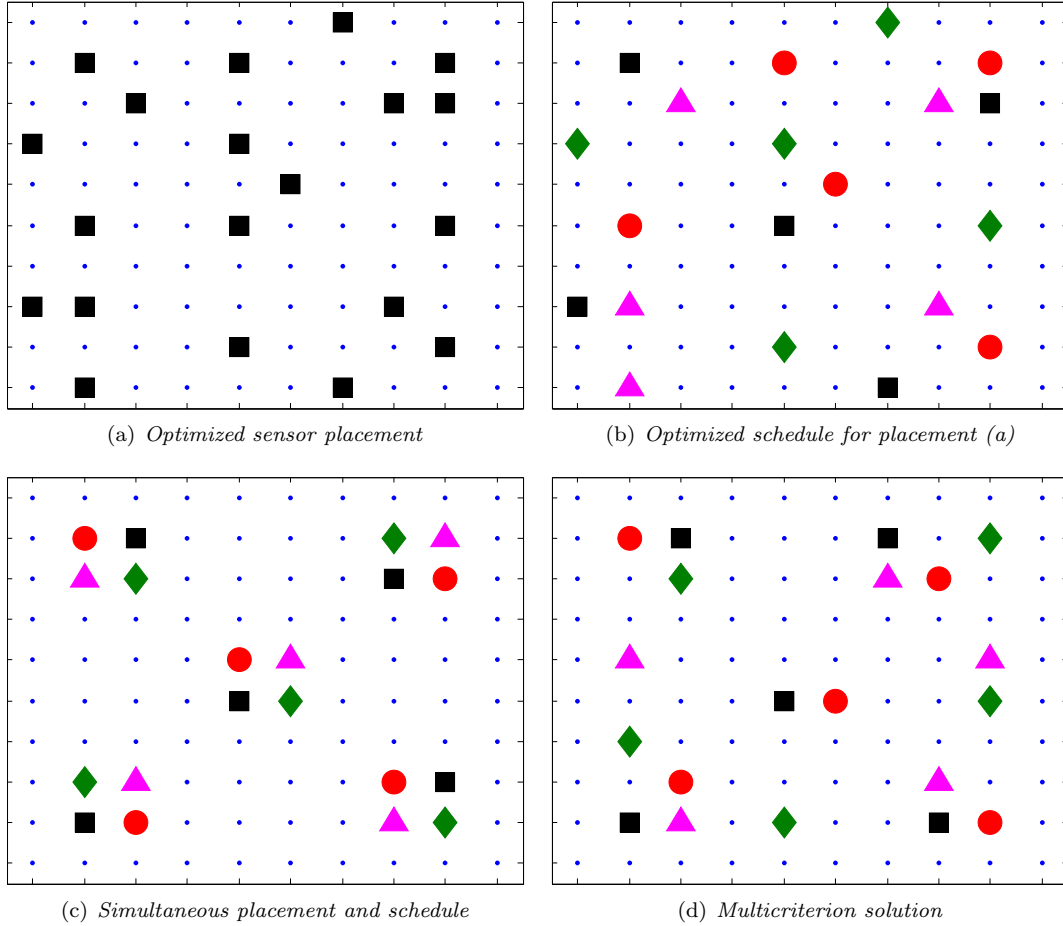 (a) Optimized sensor placement
(b) Optimized schedule for placement (a)
(c) Simultaneous placement and schedule
(d) Multicriterion solution